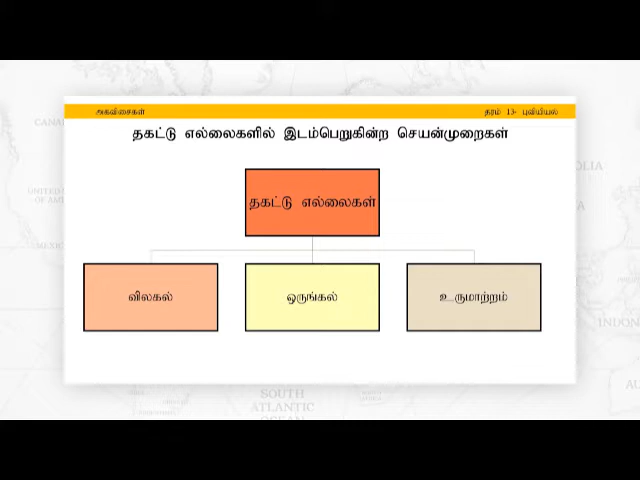 அகவிசைகள்
தரம் 13- புவியியல்
தகட்டு எல்லைகளில் இடம்பெறுகின்ற செயன்முறைகள்
தகட்டு எல்லைகள்
விலகல்
ஒருங்கல்
உருமாற்றம்
SOUTH
ATLANTIC